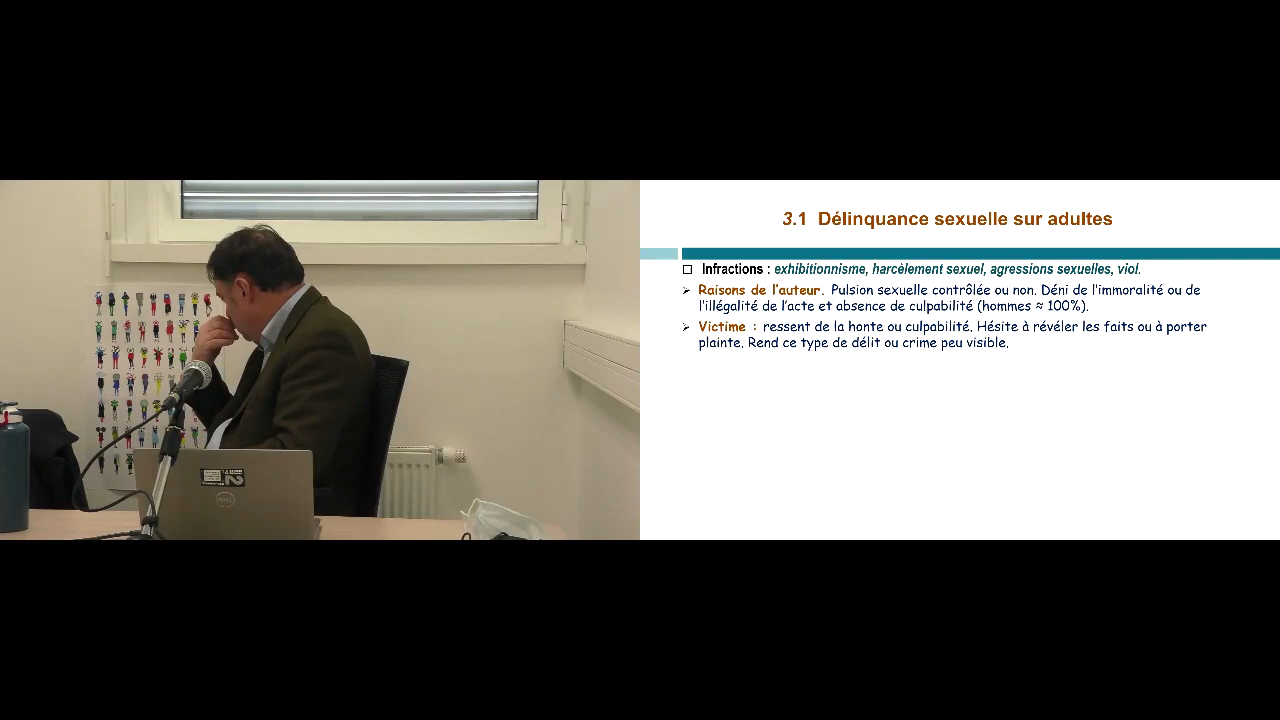 3.1 Délinquance sexuelle sur adultes
Infractions : exhibitionnisme, harcèlement sexuel, agressions sexuelles, viol.
Raisons de l'auteur. Pulsion sexuelle contrôlée ou non. Déni de l'immoralité ou de
l'illégalité de l'acte et absence de culpabilité (hommes ≈ 100%).
Victime : ressent de la honte ou culpabilité. Hésite à révéler les faits ou à porter
plainte. Rend ce type de délit ou crime peu visible.
DELL